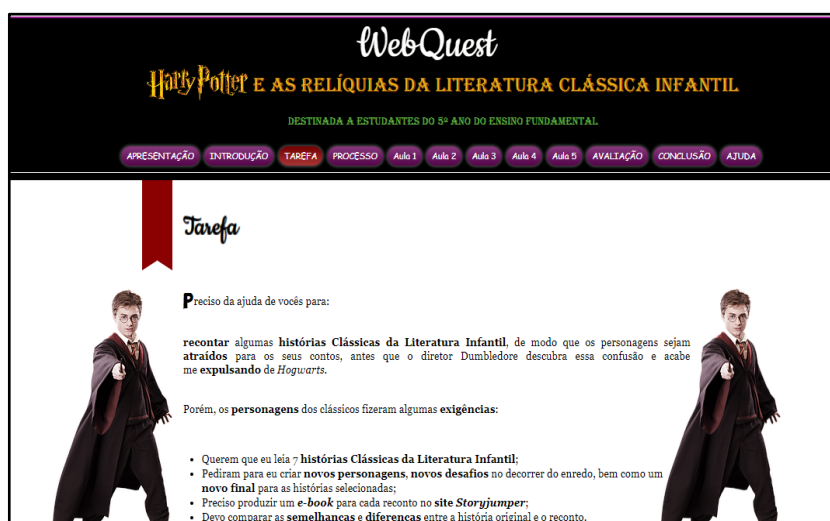 WebQuest
Harry Potter E AS RELÍQUIAS DA LITERATURA CLÁSSICA INFANTIL
DESTINADA A ESTUDANTES DO 5º ANO DO ENSINO FUNDAMENTAL
APRESENTAÇÃO INTRODUÇÃO TAREFA PROCESSO Aula 1 Aula 2 Aula 3 Aula 4 Aula 5 AVALIAÇÃO CONCLUSÃO AJUDA
Tarefa
Preciso da ajuda de vocês para:
recontar algumas histórias Clássicas da Literatura Infantil, de modo que os personagens sejam
atraídos para os seus contos, antes que o diretor Dumbledore descubra essa confusão e acabe
me expulsando de Hogwarts.
Porém, os personagens dos clássicos fizeram algumas exigências:
• Querem que eu leia 7 histórias Clássicas da Literatura Infantil;
• Pediram para eu criar novos personagens, novos desafios no decorrer do enredo, bem como um
novo final para as histórias selecionadas;
• Preciso produzir um e-book para cada reconto no site Storyjumper;
• Devo comparar as semelhanças e diferenças entre a história original e o reconto.